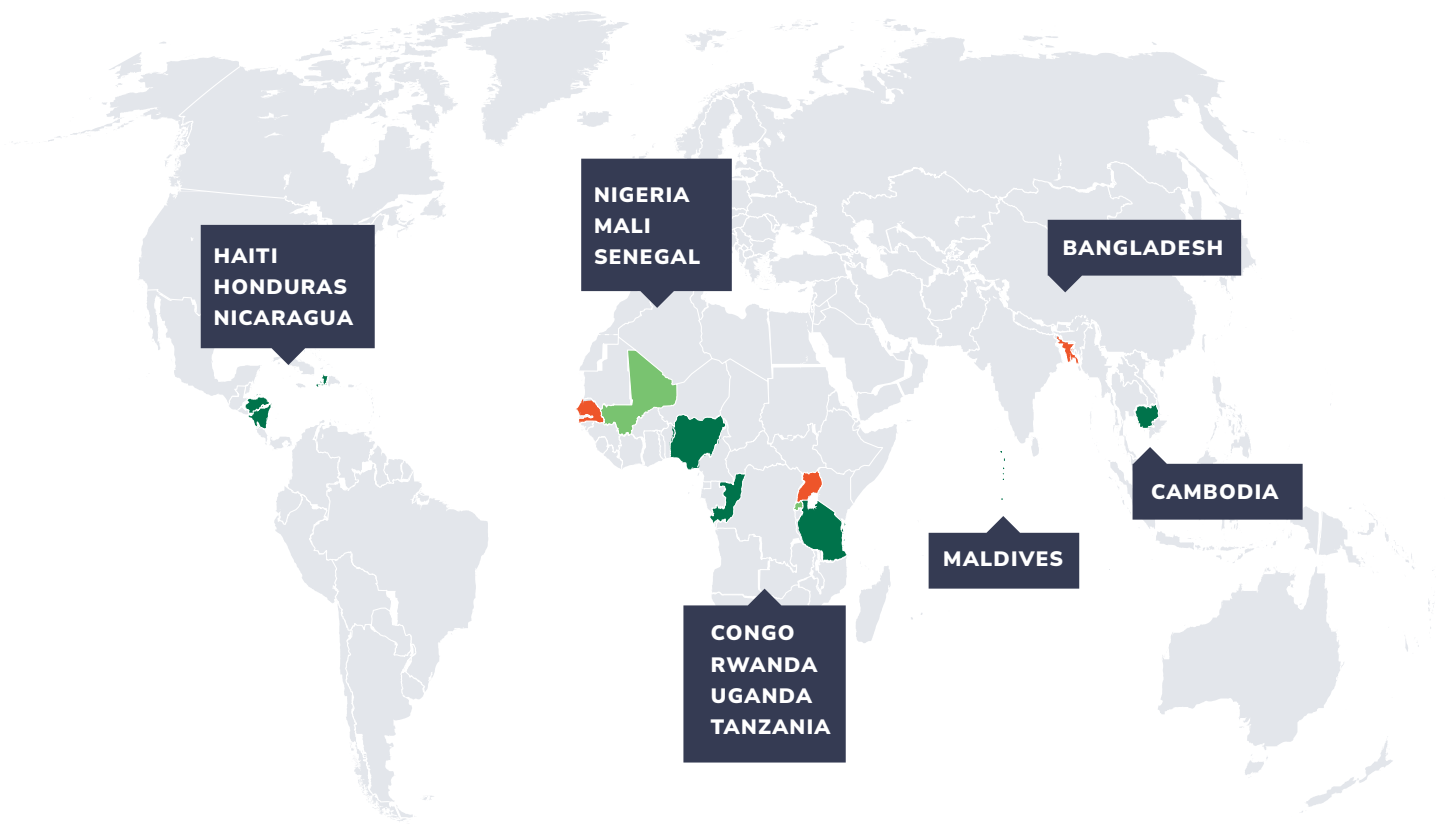 HAITI
HONDURAS
NICARAGUA
NIGERIA
MALI
SENEGAL
BANGLADESH
CAMBODIA
MALDIVES
CONGO
RWANDA
UGANDA
TANZANIA